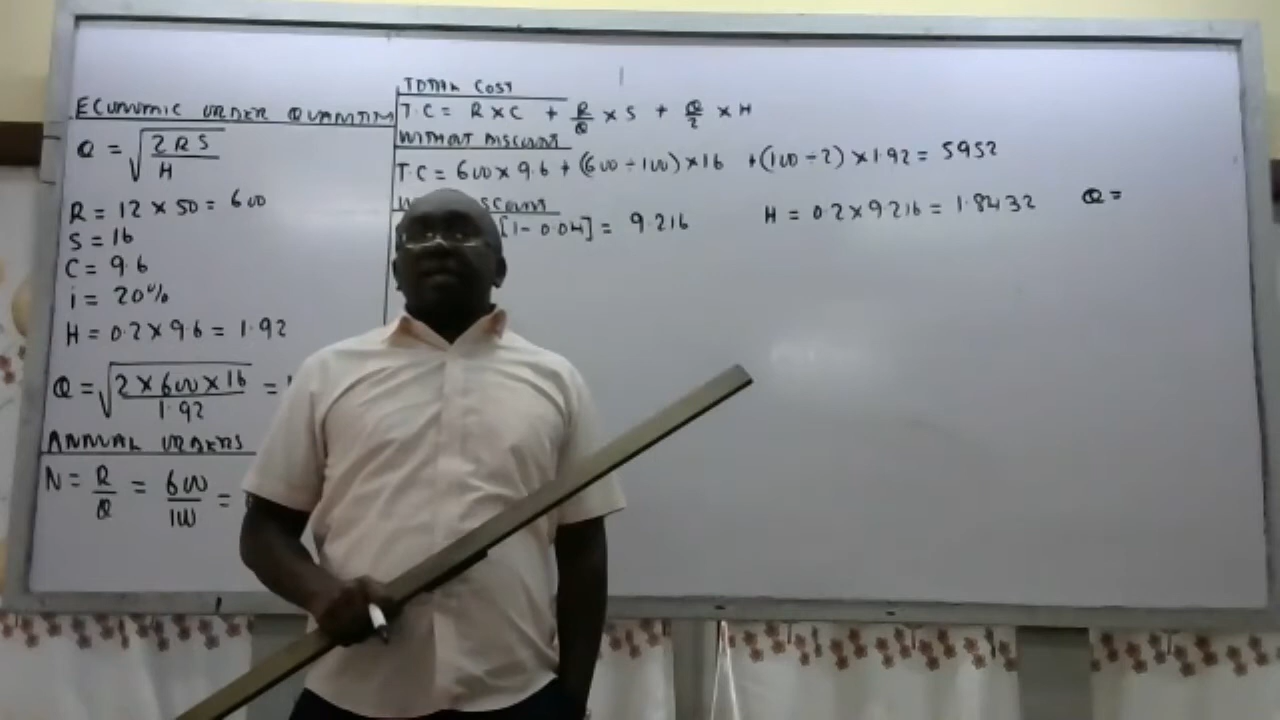 ECONOMIC ORDER QUANTITY
Q = √(2RS/H)
R = 12 × 50 = 600
S = 16
C = 9.6
i = 20%
H = 0.2 × 9.6 = 1.92
Q = √(2 × 600 × 16/1.92) =
ANNUAL ORDERS
N = R/Q = 600/100 =
TOTAL COST
T.C = R × C + R/Q × S + Q/2 × H
WITHOUT DISCOUNT
T.C = 600 × 9.6 + (600 ÷ 100) × 16 + (100 ÷ 2) × 1.92 = 5952
[1 - 0.04] = 9.216 H = 0.2 × 9.216 = 1.8432 Q =